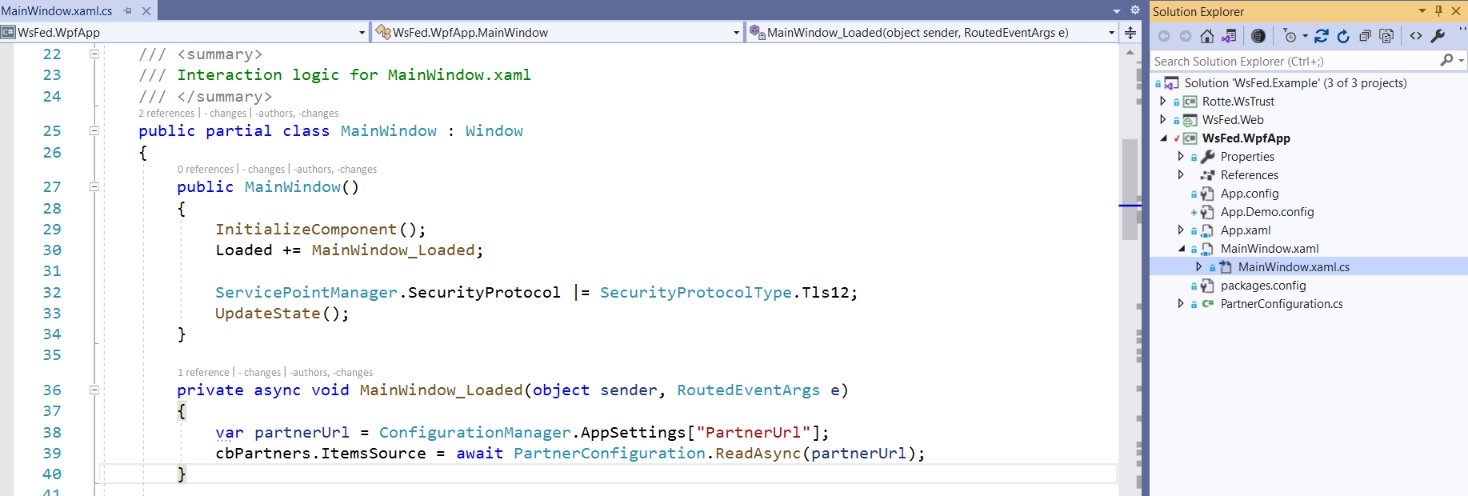 MainWindow.xaml.cs
WsFed.WpfApp
WsFed.WpfApp.MainWindow
MainWindow_Loaded(object sender, RoutedEventArgs e)
22 /// <summary>
23 /// Interaction logic for MainWindow.xaml
24 /// </summary>
2 references | - changes | -authors, -changes
25 public partial class MainWindow : Window
26 {
0 references | - changes | -authors, -changes
27 public MainWindow()
28 {
29 InitializeComponent();
30 Loaded += MainWindow_Loaded;
31
32 ServicePointManager.SecurityProtocol |= SecurityProtocolType.Tls12;
33 UpdateState();
34 }
35
1 reference | - changes | -authors, -changes
36 private async void MainWindow_Loaded(object sender, RoutedEventArgs e)
37 {
38 var partnerUrl = ConfigurationManager.AppSettings["PartnerUrl"];
39 cbPartners.ItemsSource = await PartnerConfiguration.ReadAsync(partnerUrl);
40 }
41
Solution Explorer
Search Solution Explorer (Ctrl+;)
Solution 'WsFed.Example' (3 of 3 projects)
Rotte.WsTrust
WsFed.Web
WsFed.WpfApp
Properties
References
App.config
App.Demo.config
App.xaml
MainWindow.xaml
MainWindow.xaml.cs
packages.config
PartnerConfiguration.cs